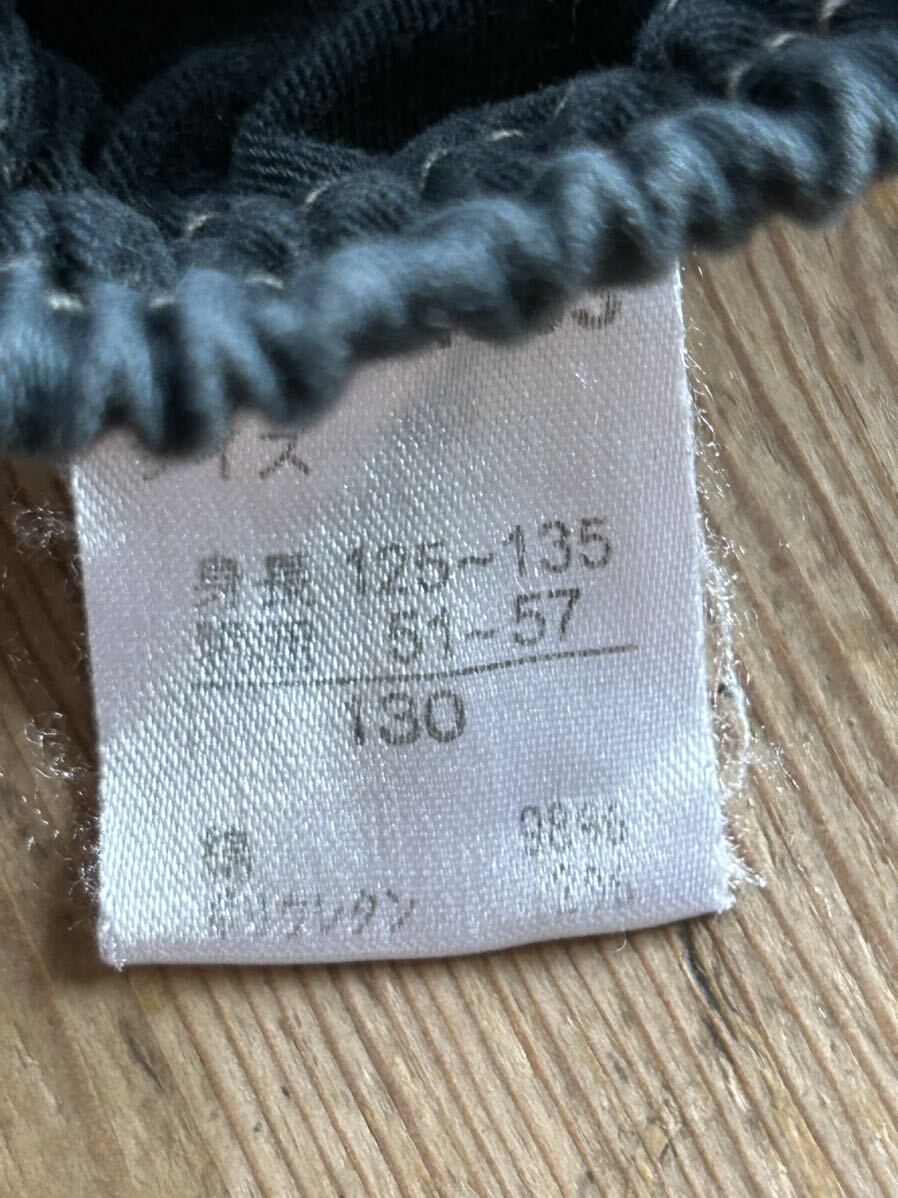 サイズ
身長 125~135
胴囲 51~57
130
綿 98%
ポリウレタン 2%